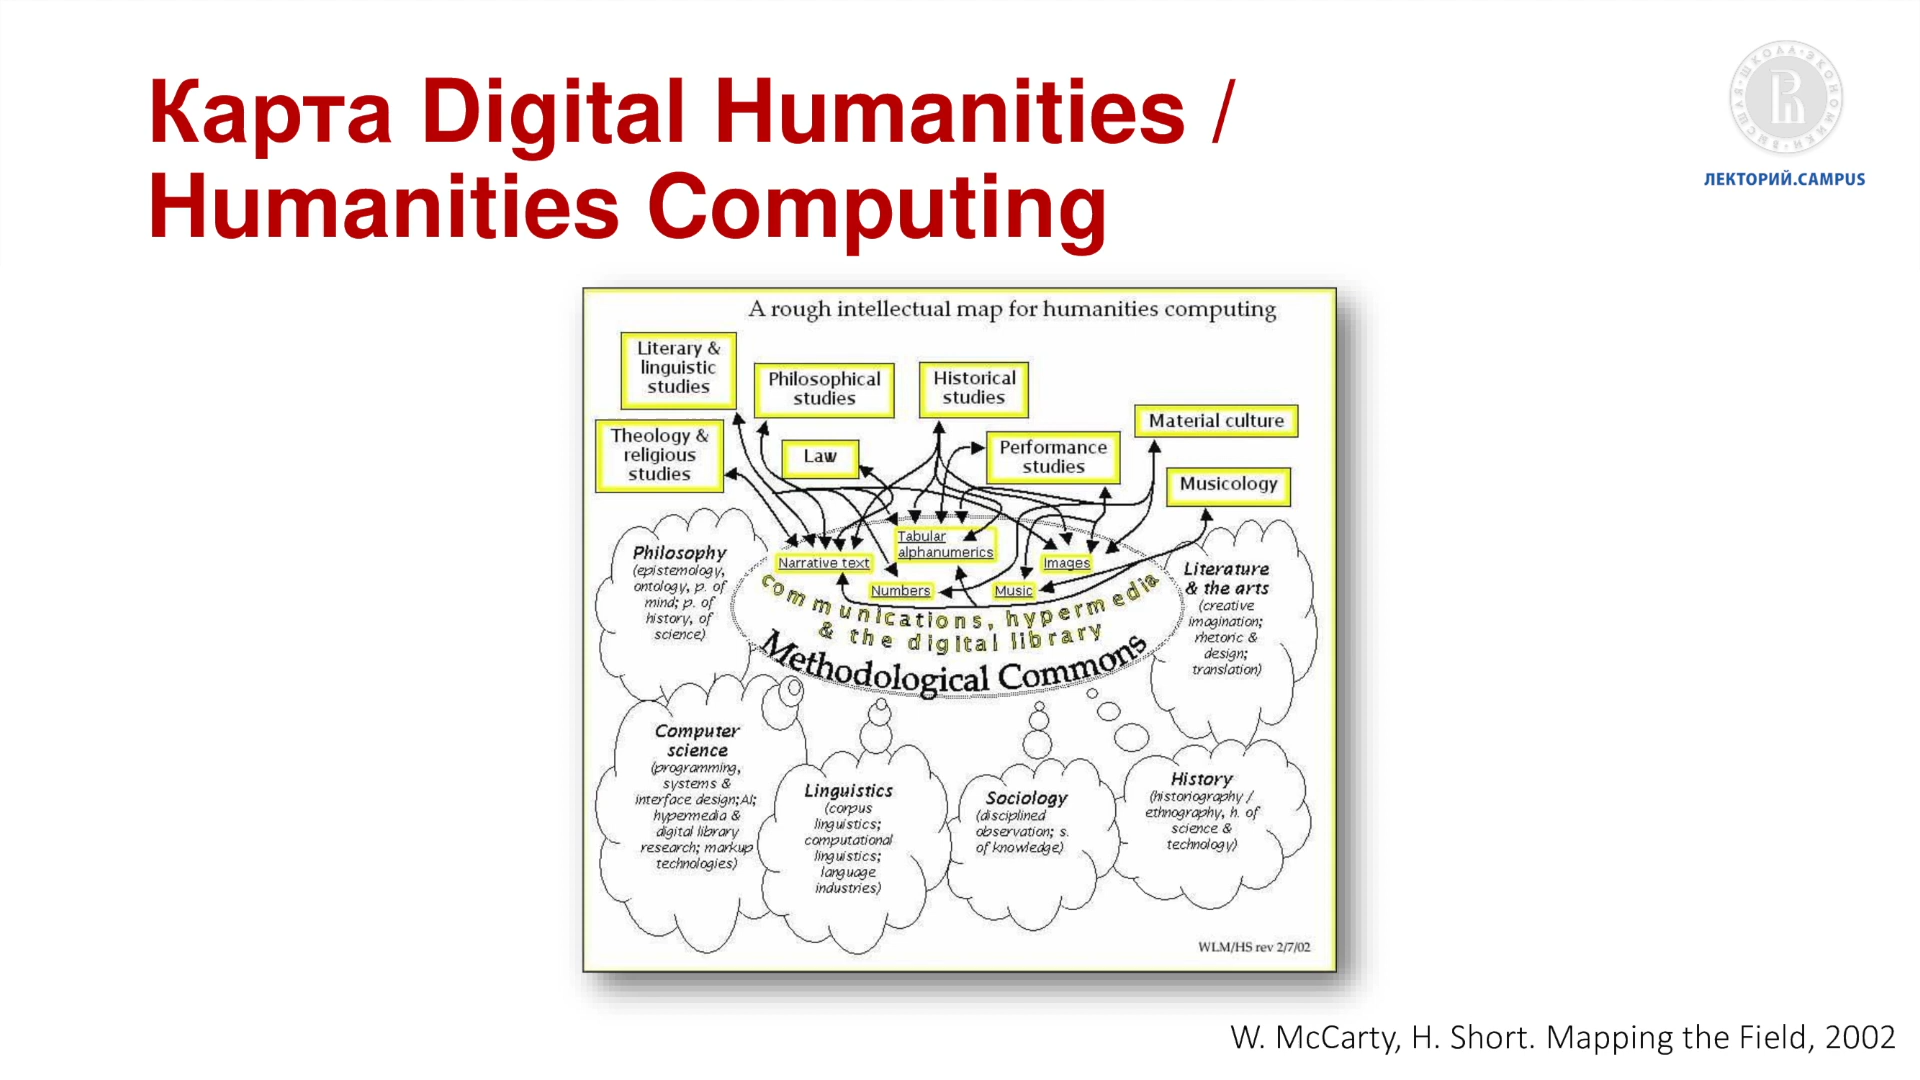 Карта Digital Humanities /
Humanities Computing
ВЫСШАЯ ШКОЛА ЭКОНОМИКИ
ЛЕКТОРИЙ.CAMPUS
A rough intellectual map for humanities computing
Literary &
linguistic
studies
Philosophical
studies
Historical
studies
Material culture
Theology &
religious
studies
Law
Performance
studies
Musicology
Narrative text
Tabular
alphanumerics
Images
Numbers
Music
communications, hypermedia
& the digital library
Methodological Commons
Philosophy
(epistemology,
ontology, p. of
mind; p. of
history, of
science)
Literature
& the arts
(creative
imagination;
rhetoric &
design;
translation)
Computer
science
(programming,
systems &
interface design;AI;
hypermedia &
digital library
research; markup
technologies)
Linguistics
(corpus
linguistics;
computational
linguistics;
language
industries)
Sociology
(disciplined
observation; s.
of knowledge)
History
(historiography /
ethnography, h. of
science &
technology)
WLM/HS rev 2/7/02
W. McCarty, H. Short. Mapping the Field, 2002